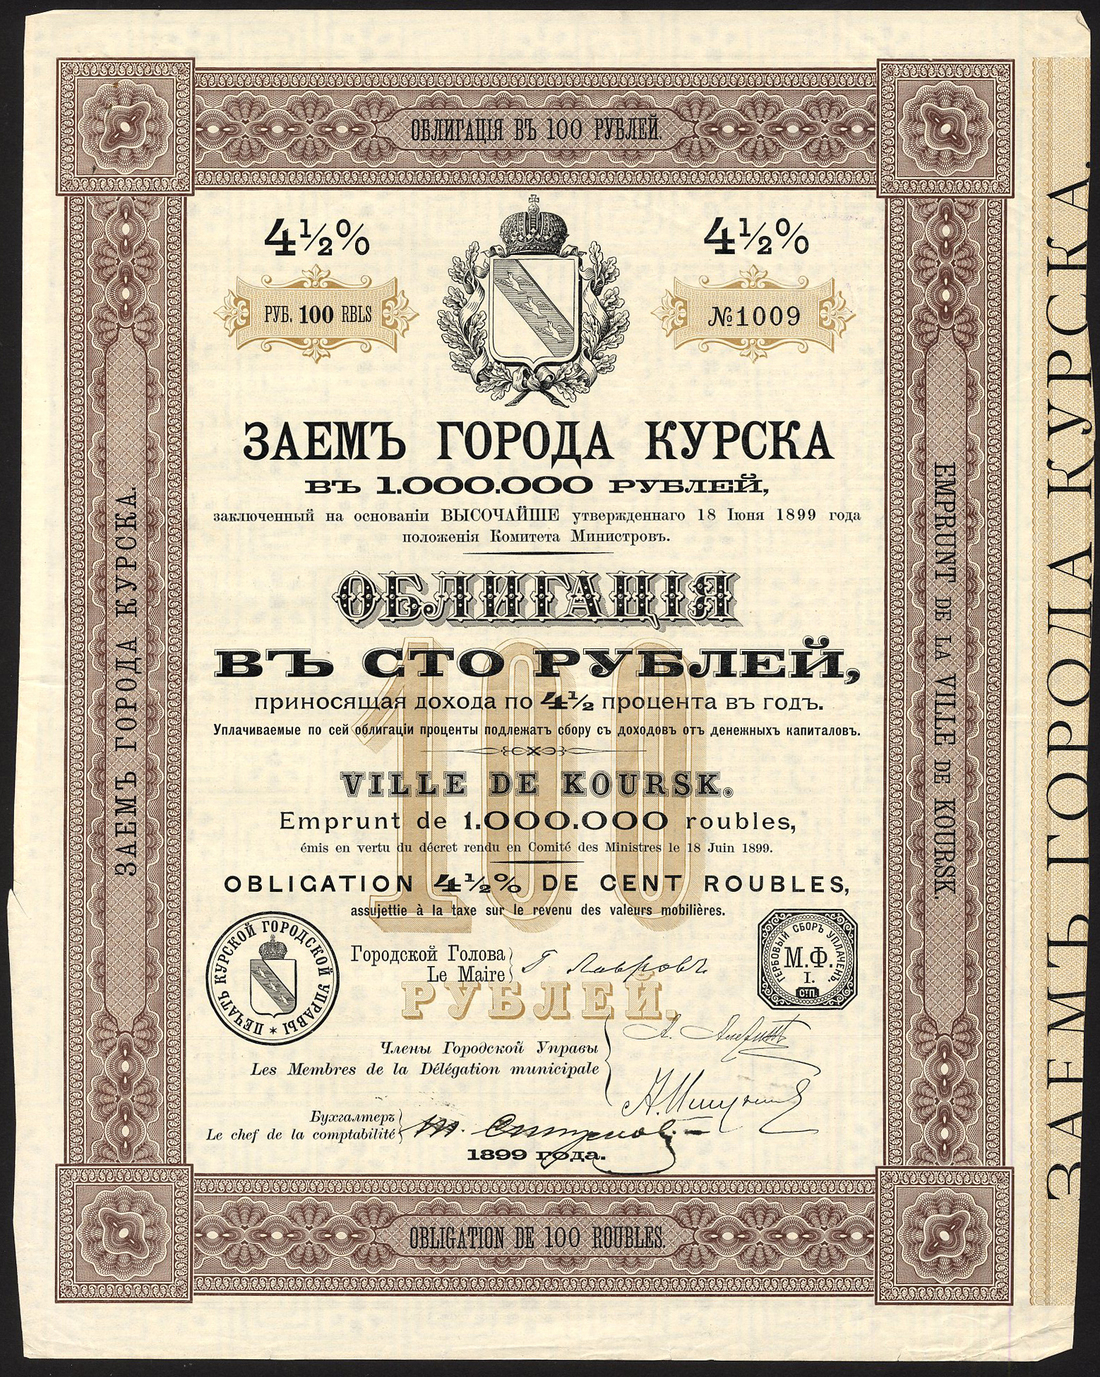 ОБЛИГАЦІЯ ВЪ 100 РУБЛЕЙ.
4½%
4½%
РУБ. 100 RBLS
№1009
ЗАЕМЪ ГОРОДА КУРСКА
ВЪ 1.000.000 РУБЛЕЙ,
заключенный на основаніи ВЫСОЧАЙШЕ утвержденнаго 18 Іюня 1899 года
положенія Комитета Министровъ.
ОБЛИГАЦІЯ
100
ВЪ СТО РУБЛЕЙ,
приносящая дохода по 4½ процента въ годъ.
Уплачиваемые по сей облигаціи проценты подлежатъ сбору съ доходовъ отъ денежныхъ капиталовъ.
VILLE DE KOURSK.
Emprunt de 1.000.000 roubles,
émis en vertu du décret rendu en Comité des Ministres le 18 Juin 1899.
OBLIGATION 4½% DE CENT ROUBLES,
assujettie à la taxe sur le revenu des valeurs mobilières.
ПЕЧАТЬ КУРСКОЙ ГОРОДСКОЙ УПРАВЫ
Городской Голова
Le Maire
Г Лавровъ
РУБЛЕЙ.
ГЕРБОВЫЙ СБОРЪ УПЛАЧЕНЪ.
М.Ф.
I.
СТП.
Члены Городской Управы
Les Membres de la Délégation municipale
Бухгалтеръ
Le chef de la comptabilité
1899 года.
OBLIGATION DE 100 ROUBLES.
ЗАЕМЪ ГОРОДА КУРСКА.
EMPRUNT DE LA VILLE DE KOURSK.
ЗАЕМЪ ГОРОДА КУРСКА.